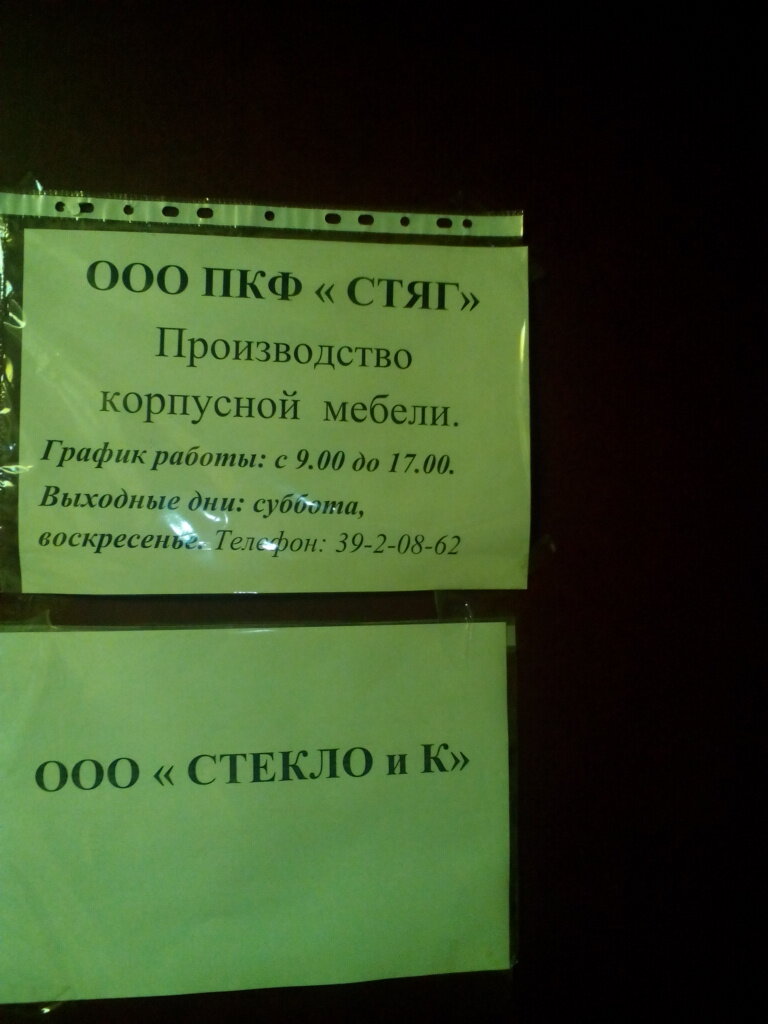 ООО ПКФ « СТЯГ»
Производство
корпусной мебели.
График работы: с 9.00 до 17.00.
Выходные дни: суббота,
воскресенье. Телефон: 39-2-08-62
ООО « СТЕКЛО и К»